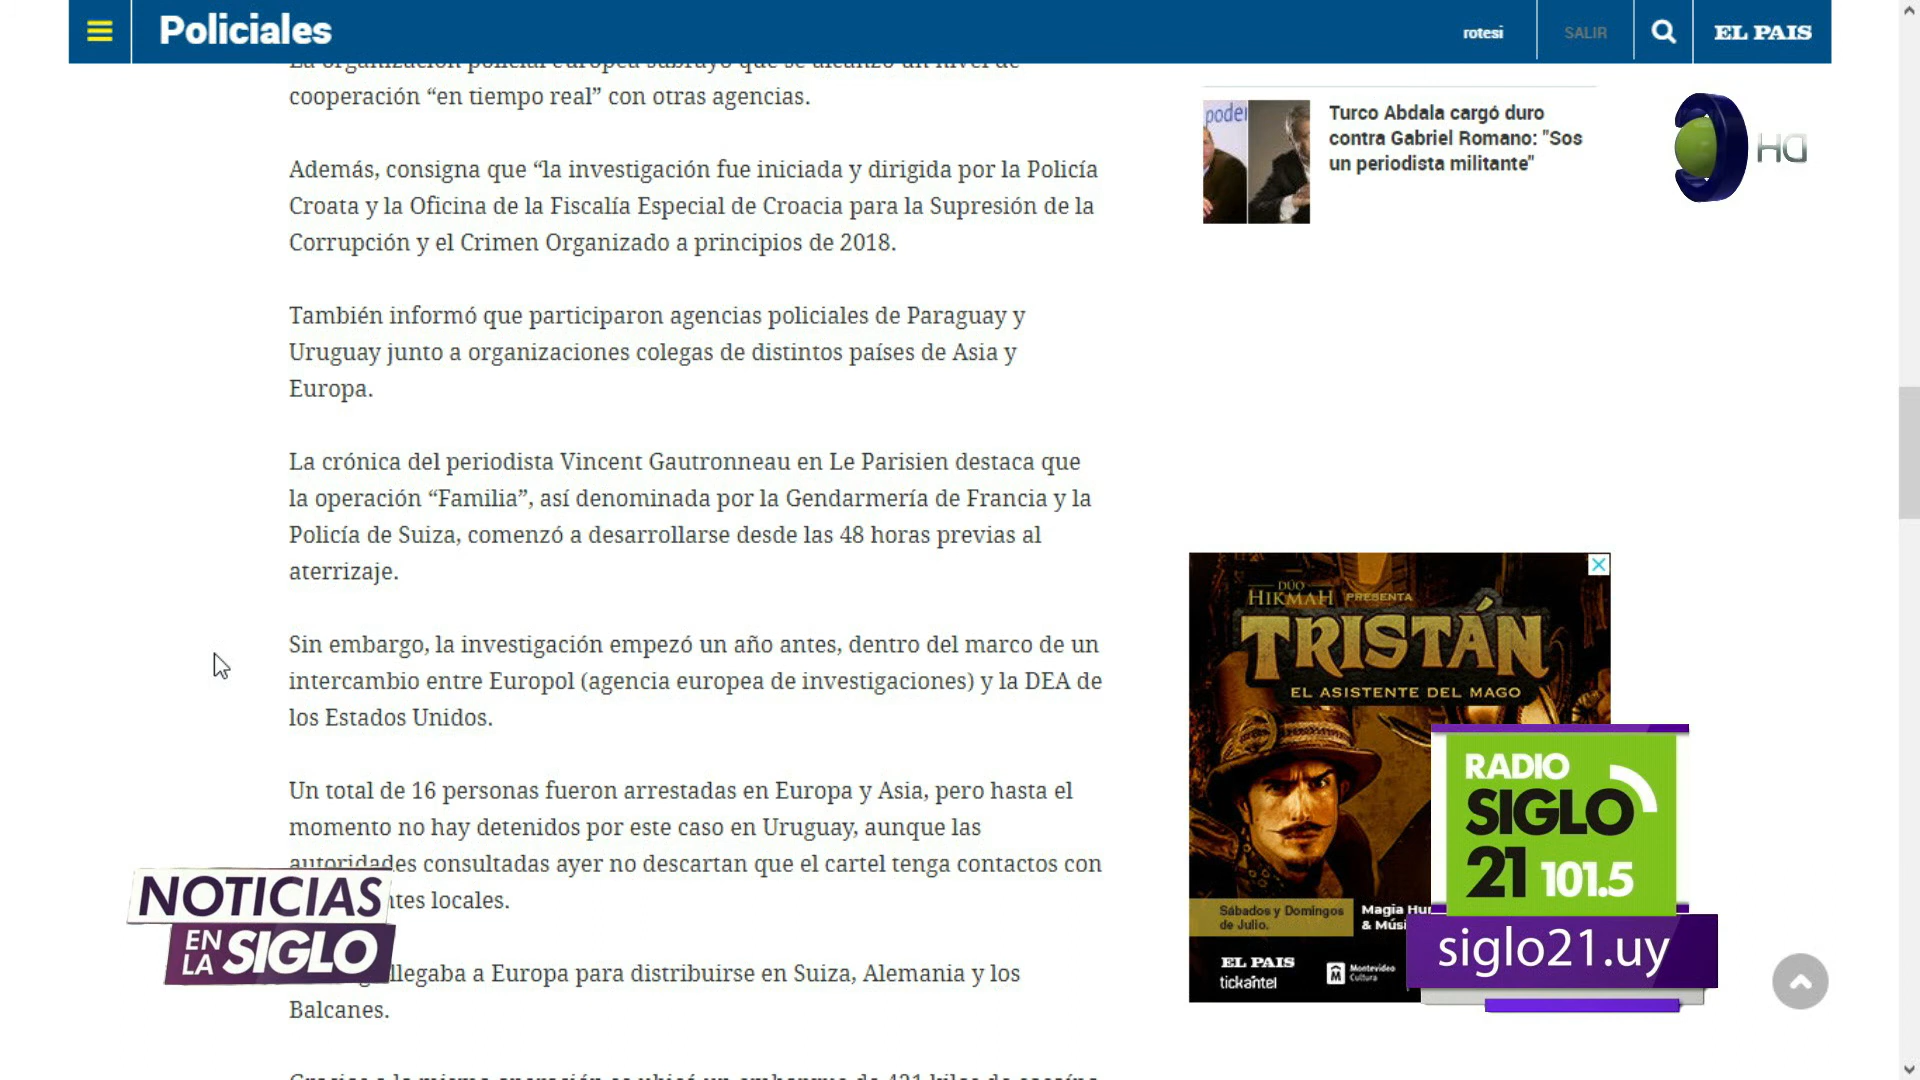 Policiales
rotesi
SALIR
EL PAIS
cooperación “en tiempo real” con otras agencias.
Además, consigna que “la investigación fue iniciada y dirigida por la Policía
Croata y la Oficina de la Fiscalía Especial de Croacia para la Supresión de la
Corrupción y el Crimen Organizado a principios de 2018.
También informó que participaron agencias policiales de Paraguay y
Uruguay junto a organizaciones colegas de distintos países de Asia y
Europa.
La crónica del periodista Vincent Gautronneau en Le Parisien destaca que
la operación “Familia”, así denominada por la Gendarmería de Francia y la
Policía de Suiza, comenzó a desarrollarse desde las 48 horas previas al
aterrizaje.
Sin embargo, la investigación empezó un año antes, dentro del marco de un
intercambio entre Europol (agencia europea de investigaciones) y la DEA de
los Estados Unidos.
Un total de 16 personas fueron arrestadas en Europa y Asia, pero hasta el
momento no hay detenidos por este caso en Uruguay, aunque las
autoridades consultadas ayer no descartan que el cartel tenga contactos con
locales.
llegaba a Europa para distribuirse en Suiza, Alemania y los
Balcanes.
poder
Turco Abdala cargó duro
contra Gabriel Romano: "Sos
un periodista militante"
HD
DÚO
HIKMAH PRESENTA
TRISTÁN
EL ASISTENTE DEL MAGO
Sábados y Domingos
de Julio.
Magia
&
EL PAIS
tickantel
Montevideo
Cultura
RADIO
SIGLO
21 101.5
siglo21.uy
NOTICIAS
EN
LA SIGLO